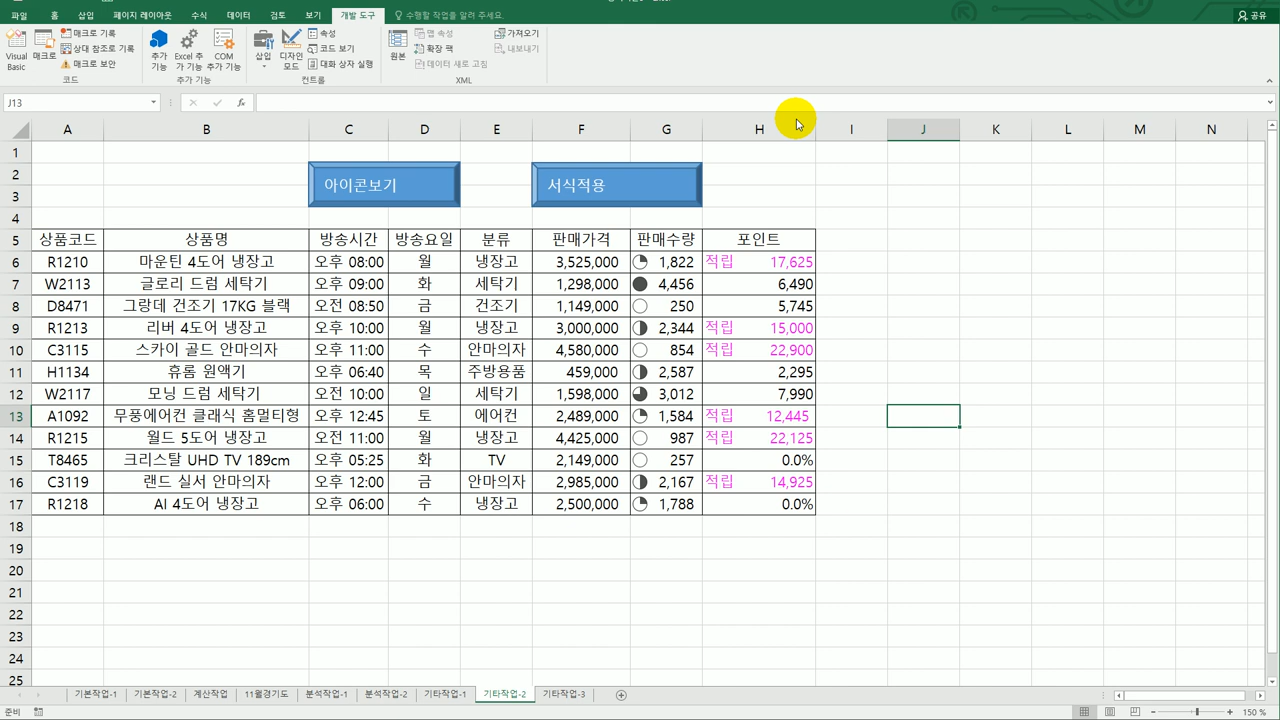 파일 홈 삽입 페이지 레이아웃 수식 데이터 검토 보기 개발 도구 수행할 작업을 알려 주세요. 공유
Visual Basic 매크로 매크로 기록 상대 참조로 기록 매크로 보안 코드
추가 기능 Excel 추가 기능 COM 추가 기능 추가 기능
삽입 디자인 모드 속성 코드 보기 대화 상자 실행 컨트롤
원본 맵 속성 확장 팩 데이터 새로 고침 가져오기 내보내기 XML
J13 fx
A B C D E F G H I J K L M N
1
2 아이콘보기 서식적용
3
4
5 상품코드 상품명 방송시간 방송요일 분류 판매가격 판매수량 포인트
6 R1210 마운틴 4도어 냉장고 오후 08:00 월 냉장고 3,525,000 1,822 적립 17,625
7 W2113 글로리 드럼 세탁기 오후 09:00 화 세탁기 1,298,000 4,456 6,490
8 D8471 그랑데 건조기 17KG 블랙 오전 08:50 금 건조기 1,149,000 250 5,745
9 R1213 리버 4도어 냉장고 오후 10:00 월 냉장고 3,000,000 2,344 적립 15,000
10 C3115 스카이 골드 안마의자 오후 11:00 수 안마의자 4,580,000 854 적립 22,900
11 H1134 휴롬 원액기 오후 06:40 목 주방용품 459,000 2,587 2,295
12 W2117 모닝 드럼 세탁기 오전 10:00 일 세탁기 1,598,000 3,012 7,990
13 A1092 무풍에어컨 클래식 홈멀티형 오후 12:45 토 에어컨 2,489,000 1,584 적립 12,445
14 R1215 월드 5도어 냉장고 오전 11:00 월 냉장고 4,425,000 987 적립 22,125
15 T8465 크리스탈 UHD TV 189cm 오후 05:25 화 TV 2,149,000 257 0.0%
16 C3119 랜드 실서 안마의자 오후 12:00 금 안마의자 2,985,000 2,167 적립 14,925
17 R1218 AI 4도어 냉장고 오후 06:00 수 냉장고 2,500,000 1,788 0.0%
18
19
20
21
22
23
24
25
기본작업-1 기본작업-2 계산작업 11월경기도 분석작업-1 분석작업-2 기타작업-1 기타작업-2 기타작업-3
준비 150 %